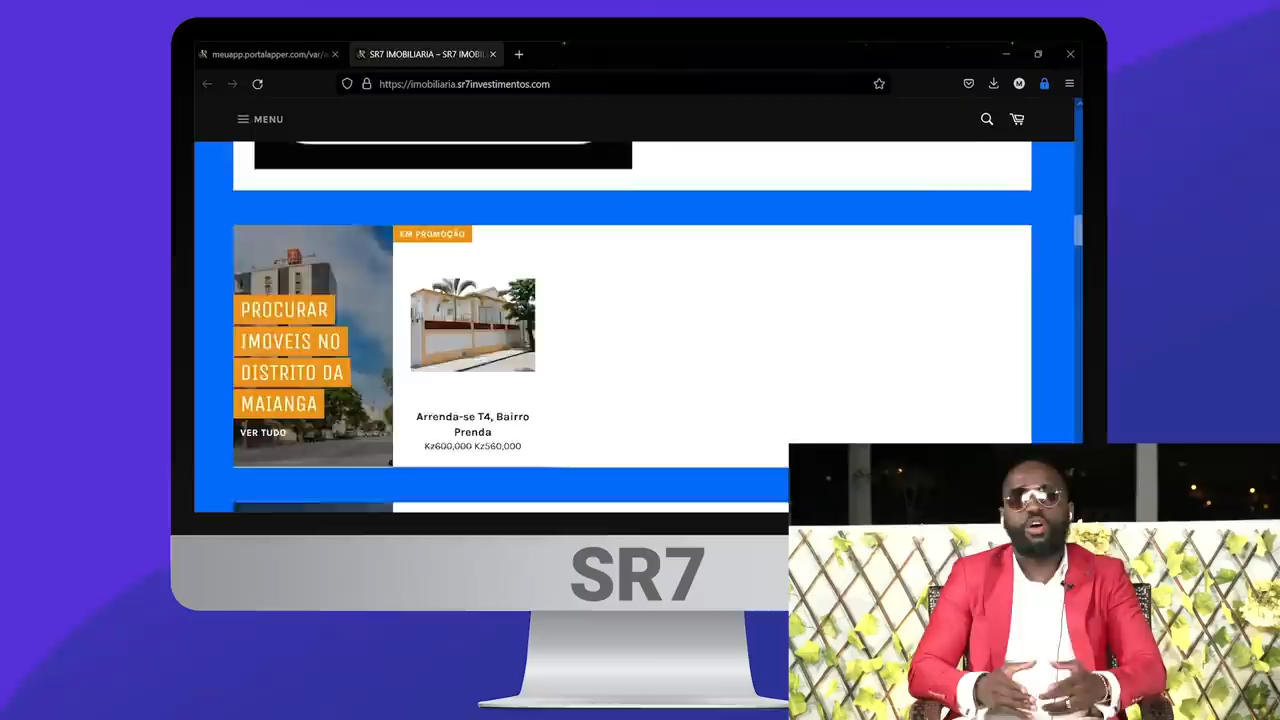 meuapp.portalapper.com/var/a
SR7 IMOBILIARIA – SR7 IMOBIL
https://imobiliaria.sr7investimentos.com
MENU
EM PROMOÇÃO
PROCURAR
IMOVEIS NO
DISTRITO DA
MAIANGA
VER TUDO
Arrenda-se T4, Bairro
Prenda
Kz600,000 Kz560,000
SR7